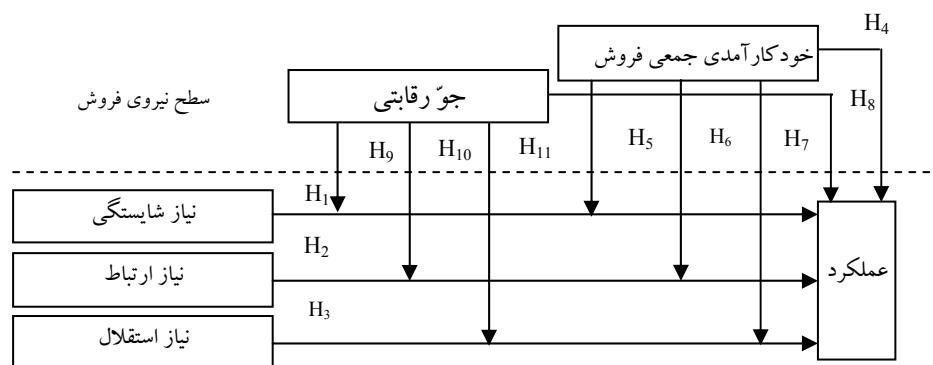 H4
خودکارآمدی جمعی فروش
جوّ رقابتی
سطح نیروی فروش
H8
H9
H10
H11
H5
H6
H7
H1
نیاز شایستگی
H2
نیاز ارتباط
عملکرد
H3
نیاز استقلال